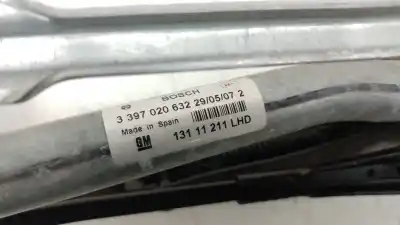 BOSCH
3 397 020 632 29/05/07 2
Made in Spain
GM
131 11 211 LHD